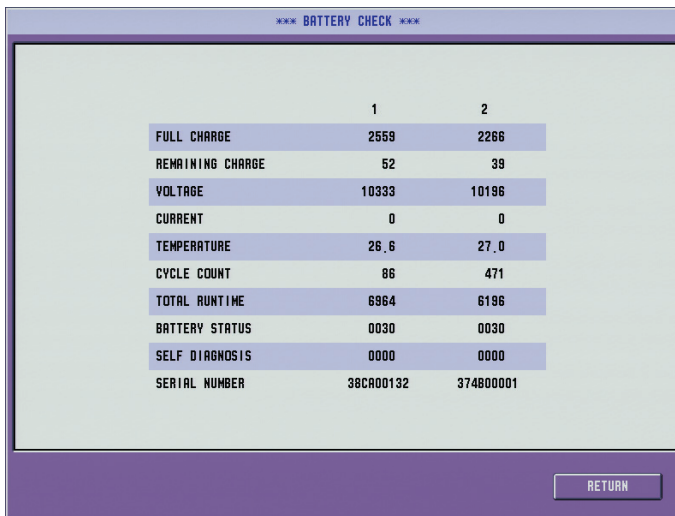 *** BATTERY CHECK ***
1 2
FULL CHARGE 2559 2266
REMAINING CHARGE 52 39
VOLTAGE 10333 10196
CURRENT 0 0
TEMPERATURE 26.6 27.0
CYCLE COUNT 86 471
TOTAL RUNTIME 6964 6196
BATTERY STATUS 0030 0030
SELF DIAGNOSIS 0000 0000
SERIAL NUMBER 38CA00132 374B00001
RETURN